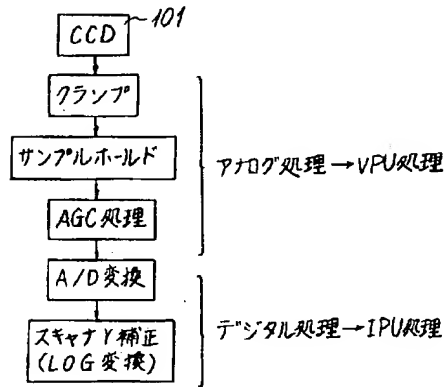 CCD
101
クランプ
サンプルホールド
アナログ処理→VPU処理
AGC処理
A/D変換
スキャナγ補正
(LOG変換)
デジタル処理→IPU処理